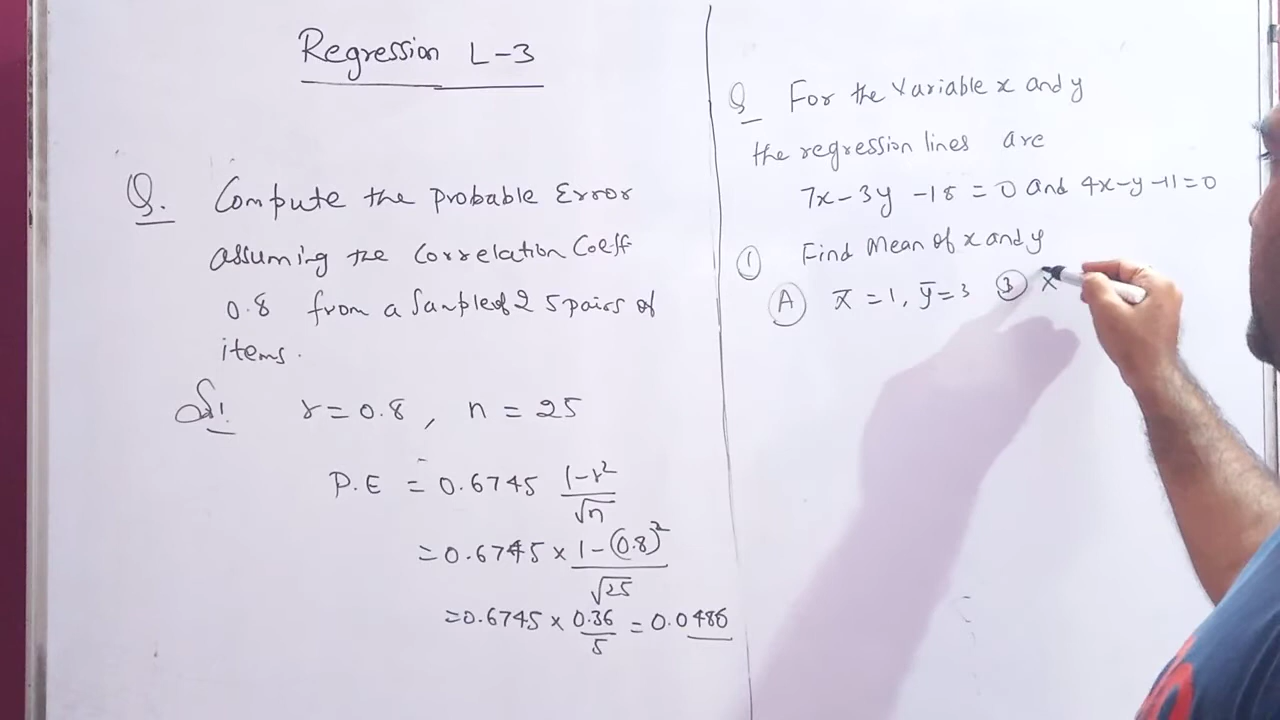 Regression L-3
Q. Compute the probable Error
assuming the Correlation Coeff
0.8 from a Sample of 25 pairs of
items.
Sol. r=0.8, n = 25
P.E = 0.6745 (1-r²)/√n
=0.6745 × (1-(0.8)²)/√25
=0.6745 × 0.36/5 = 0.0486
Q For the Variable x and y
the regression lines are
7x-3y-18=0 and 4x-y-11=0
① Find Mean of x and y
Ⓐ x̄ = 1, ȳ = 3 ③ x